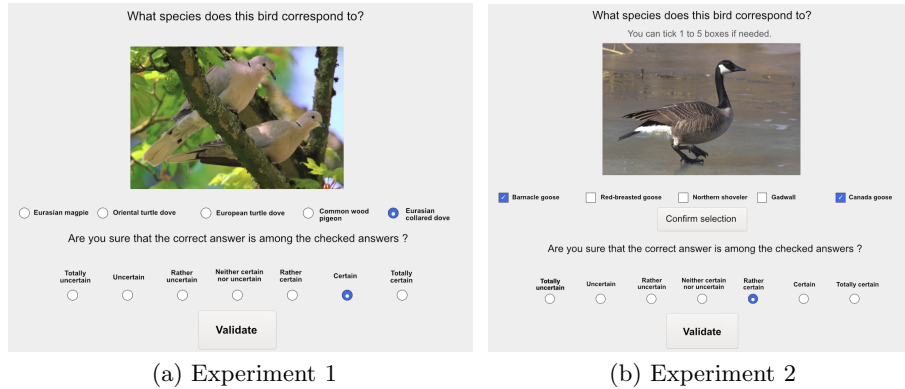 What species does this bird correspond to?
Eurasian magpie Oriental turtle dove European turtle dove Common wood pigeon Eurasian collared dove
Are you sure that the correct answer is among the checked answers ?
Totally uncertain Uncertain Rather uncertain Neither certain nor uncertain Rather certain Certain Totally certain
Validate
(a) Experiment 1
What species does this bird correspond to?
You can tick 1 to 5 boxes if needed.
Barnacle goose Red-breasted goose Northern shoveler Gadwall Canada goose
Confirm selection
Are you sure that the correct answer is among the checked answers ?
Totally uncertain Uncertain Rather uncertain Neither certain nor uncertain Rather certain Certain Totally certain
Validate
(b) Experiment 2